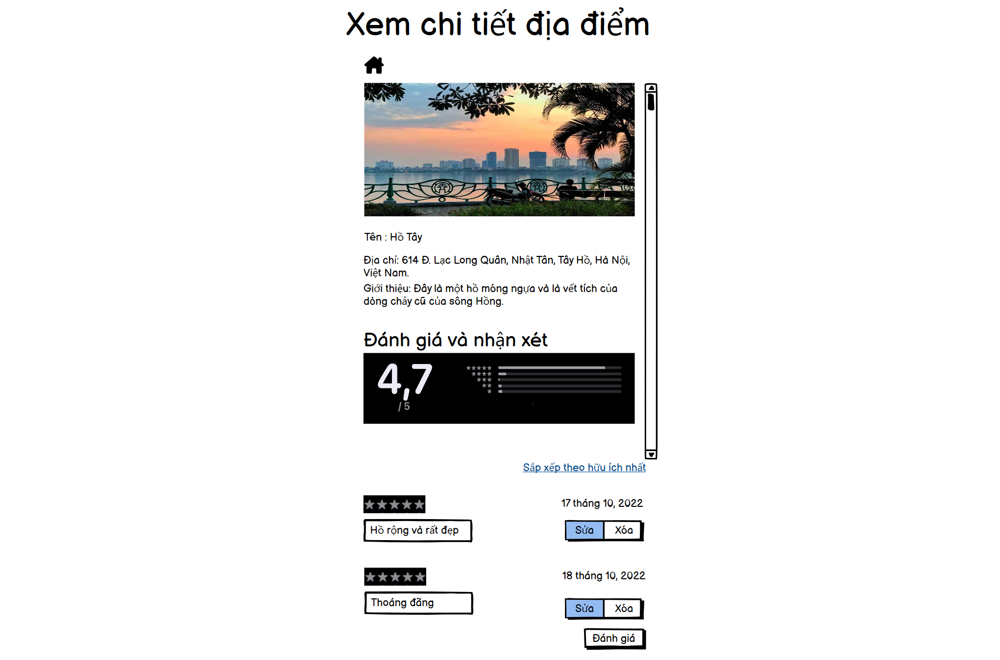 Xem chi tiết địa điểm
Tên : Hồ Tây
Địa chỉ: 614 Đ. Lạc Long Quân, Nhật Tân, Tây Hồ, Hà Nội,
Việt Nam.
Giới thiệu: Đây là một hồ móng ngựa và là vết tích của
dòng chảy cũ của sông Hồng.
Đánh giá và nhận xét
4,7
/ 5
Sắp xếp theo hữu ích nhất
17 tháng 10, 2022
Hồ rộng và rất đẹp
Sửa Xóa
18 tháng 10, 2022
Thoáng đãng
Sửa Xóa
Đánh giá